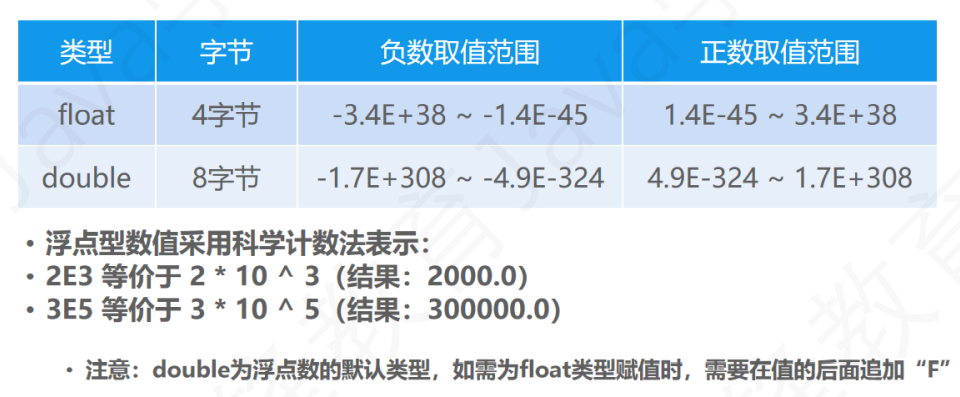 类型 字节 负数取值范围 正数取值范围
float 4字节 -3.4E+38 ~ -1.4E-45 1.4E-45 ~ 3.4E+38
double 8字节 -1.7E+308 ~ -4.9E-324 4.9E-324 ~ 1.7E+308
• 浮点型数值采用科学计数法表示：
• 2E3 等价于 2 * 10 ^ 3（结果：2000.0）
• 3E5 等价于 3 * 10 ^ 5（结果：300000.0）
• 注意：double为浮点数的默认类型，如需为float类型赋值时，需要在值的后面追加“F”